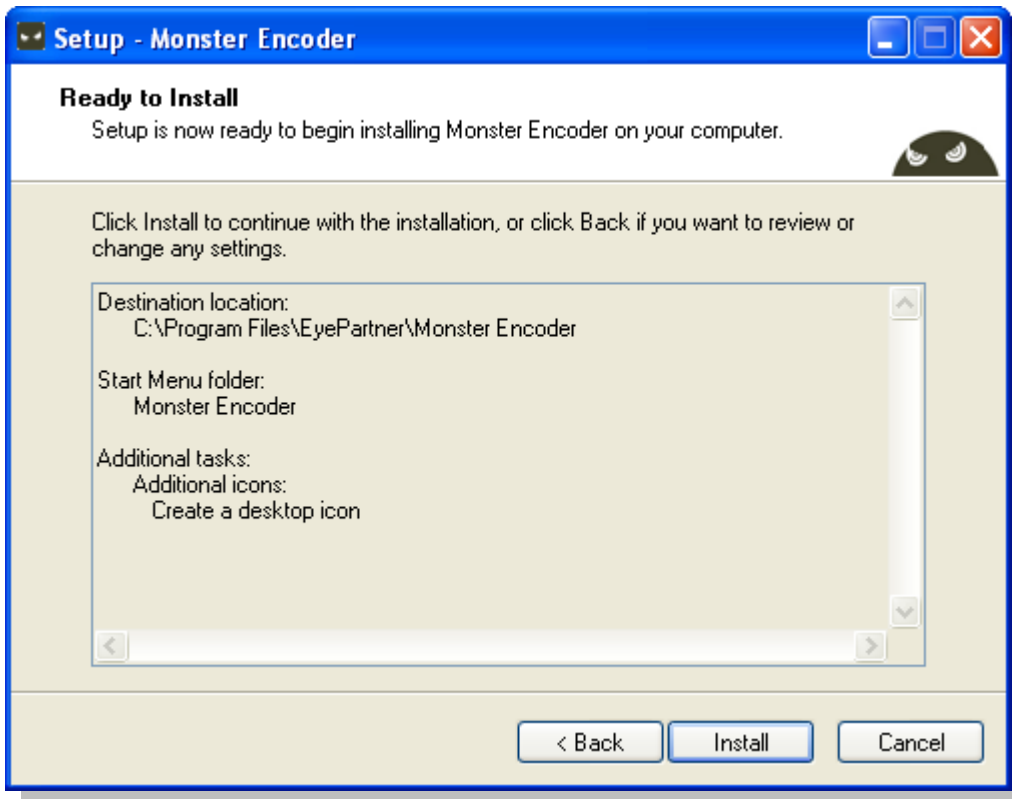 Setup - Monster Encoder
Ready to Install
Setup is now ready to begin installing Monster Encoder on your computer.
Click Install to continue with the installation, or click Back if you want to review or
change any settings.
Destination location:
C:\Program Files\EyePartner\Monster Encoder
Start Menu folder:
Monster Encoder
Additional tasks:
Additional icons:
Create a desktop icon
< Back
Install
Cancel